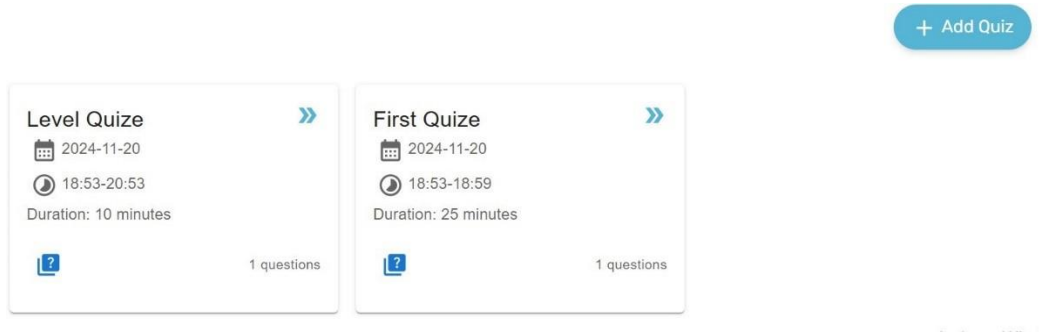 + Add Quiz
Level Quize
2024-11-20
18:53-20:53
Duration: 10 minutes
1 questions
First Quize
2024-11-20
18:53-18:59
Duration: 25 minutes
1 questions